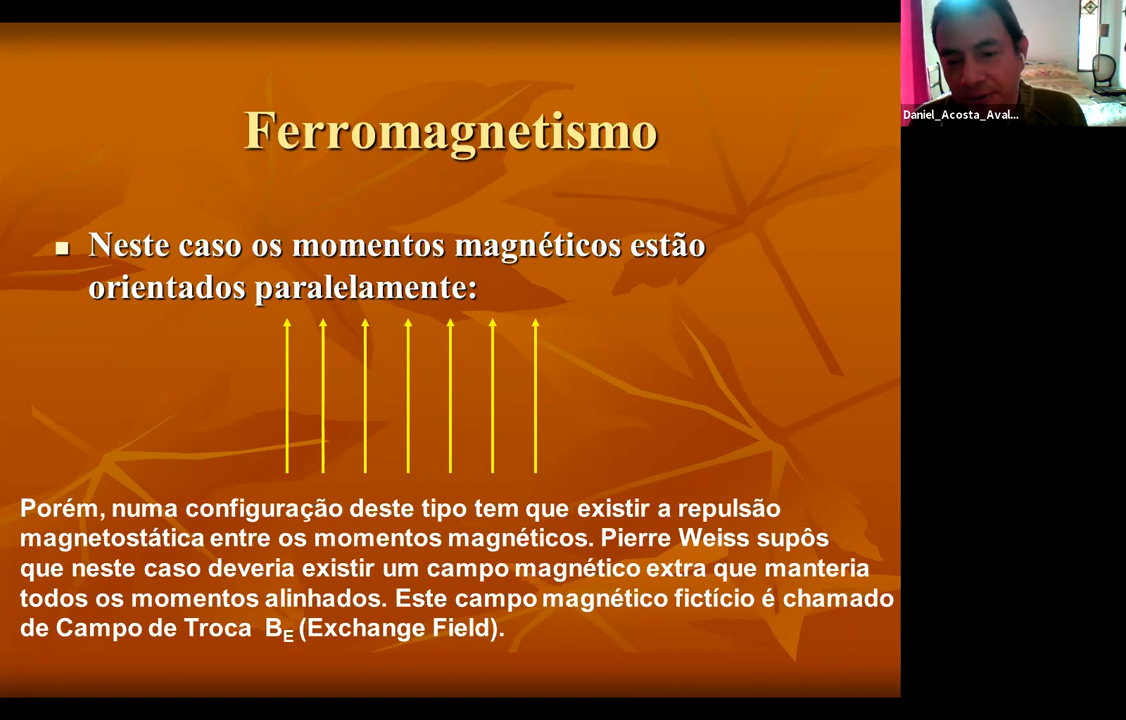 Ferromagnetismo
Neste caso os momentos magnéticos estão
orientados paralelamente:
Porém, numa configuração deste tipo tem que existir a repulsão
magnetostática entre os momentos magnéticos. Pierre Weiss supôs
que neste caso deveria existir um campo magnético extra que manteria
todos os momentos alinhados. Este campo magnético fictício é chamado
de Campo de Troca BE (Exchange Field).
Daniel_Acosta_Aval...